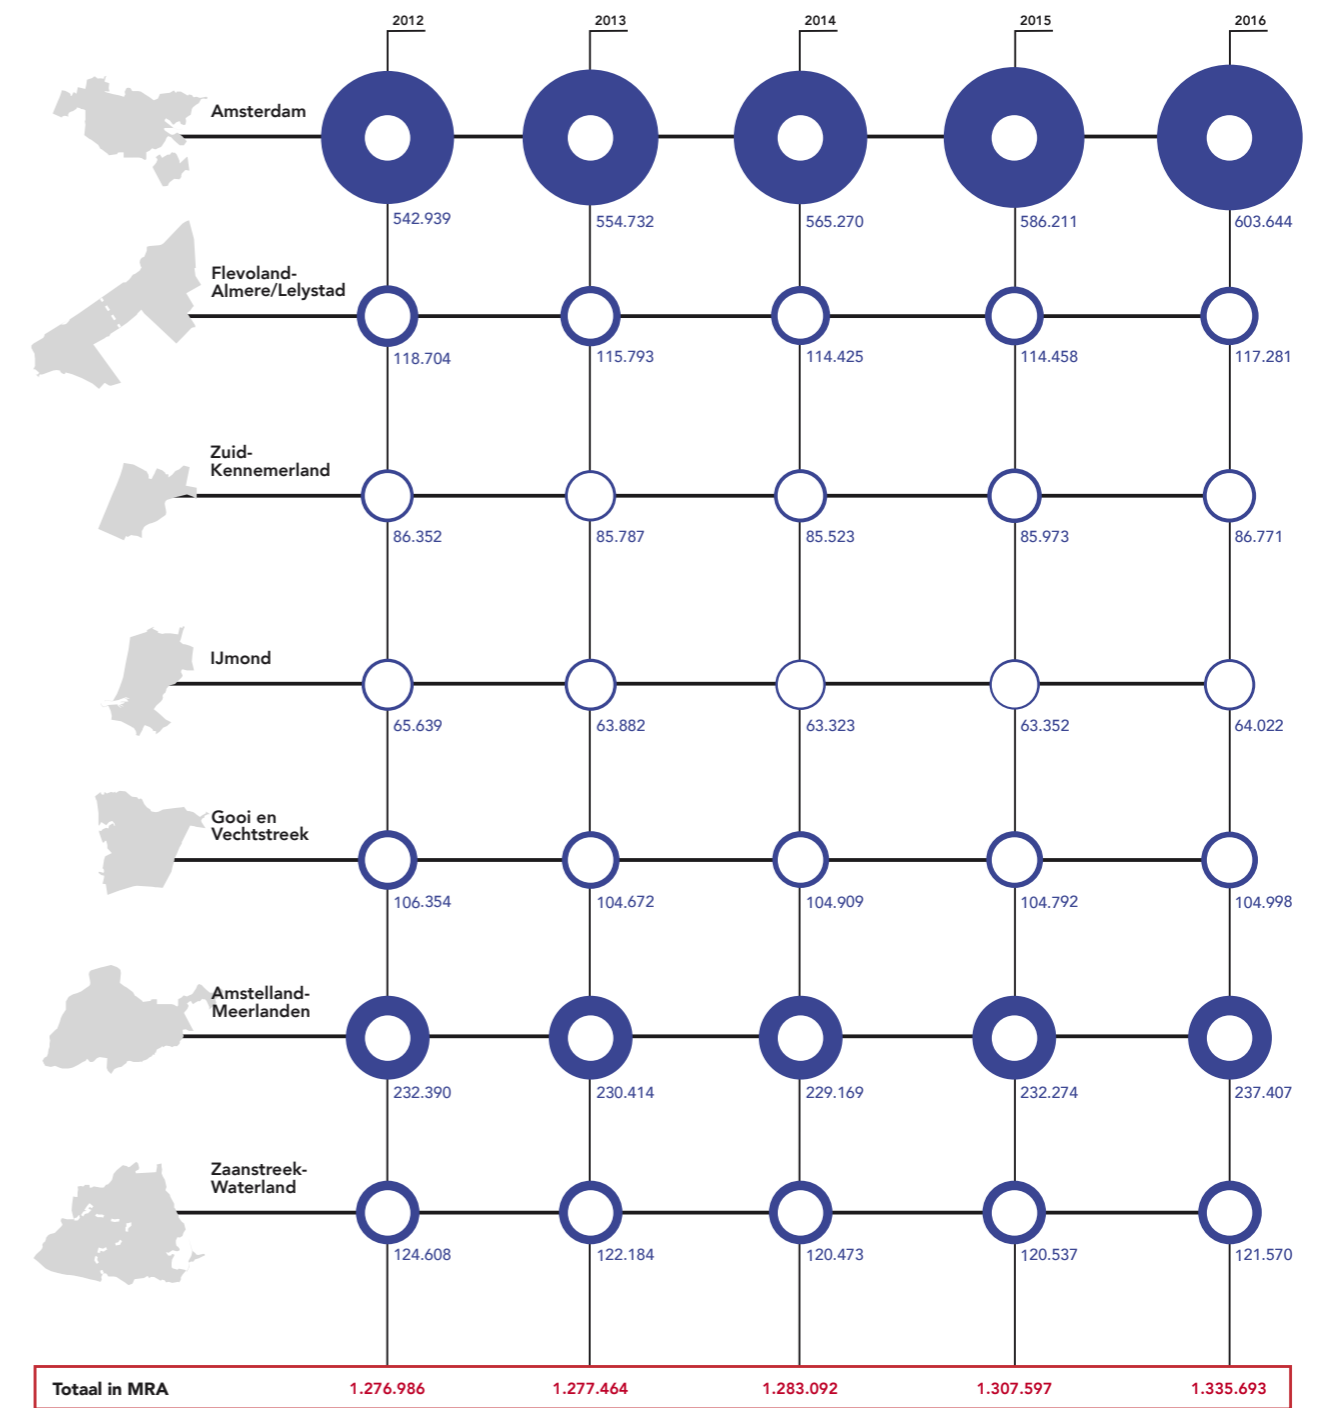 2012 2013 2014 2015 2016
Amsterdam
542.939 554.732 565.270 586.211 603.644
Flevoland-
Almere/Lelystad
118.704 115.793 114.425 114.458 117.281
Zuid-
Kennemerland
86.352 85.787 85.523 85.973 86.771
IJmond
65.639 63.882 63.323 63.352 64.022
Gooi en
Vechtstreek
106.354 104.672 104.909 104.792 104.998
Amstelland-
Meerlanden
232.390 230.414 229.169 232.274 237.407
Zaanstreek-
Waterland
124.608 122.184 120.473 120.537 121.570
Totaal in MRA 1.276.986 1.277.464 1.283.092 1.307.597 1.335.693